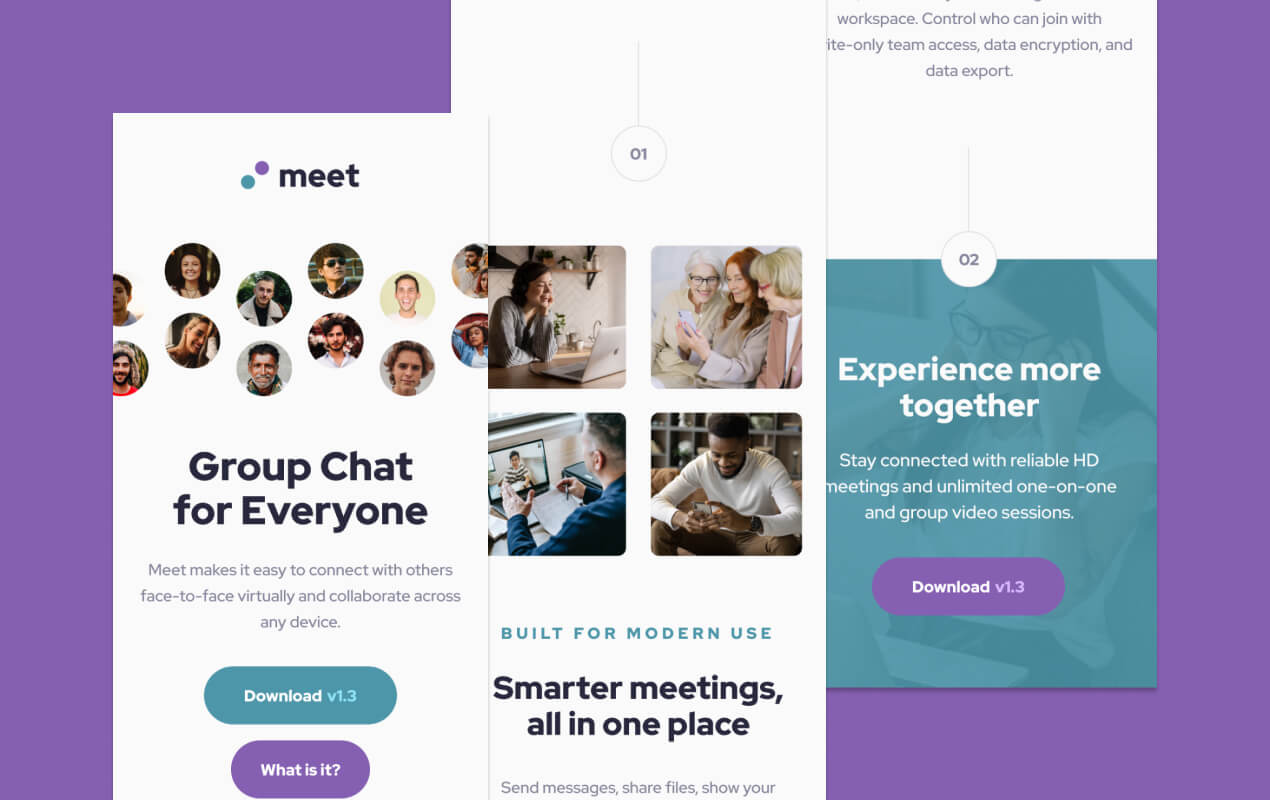 meet
Group Chat
for Everyone
Meet makes it easy to connect with others
face-to-face virtually and collaborate across
any device.
Download v1.3
What is it?
01
BUILT FOR MODERN USE
Smarter meetings,
all in one place
Send messages, share files, show your
workspace. Control who can join with
ite-only team access, data encryption, and
data export.
02
Experience more
together
Stay connected with reliable HD
meetings and unlimited one-on-one
and group video sessions.
Download v1.3